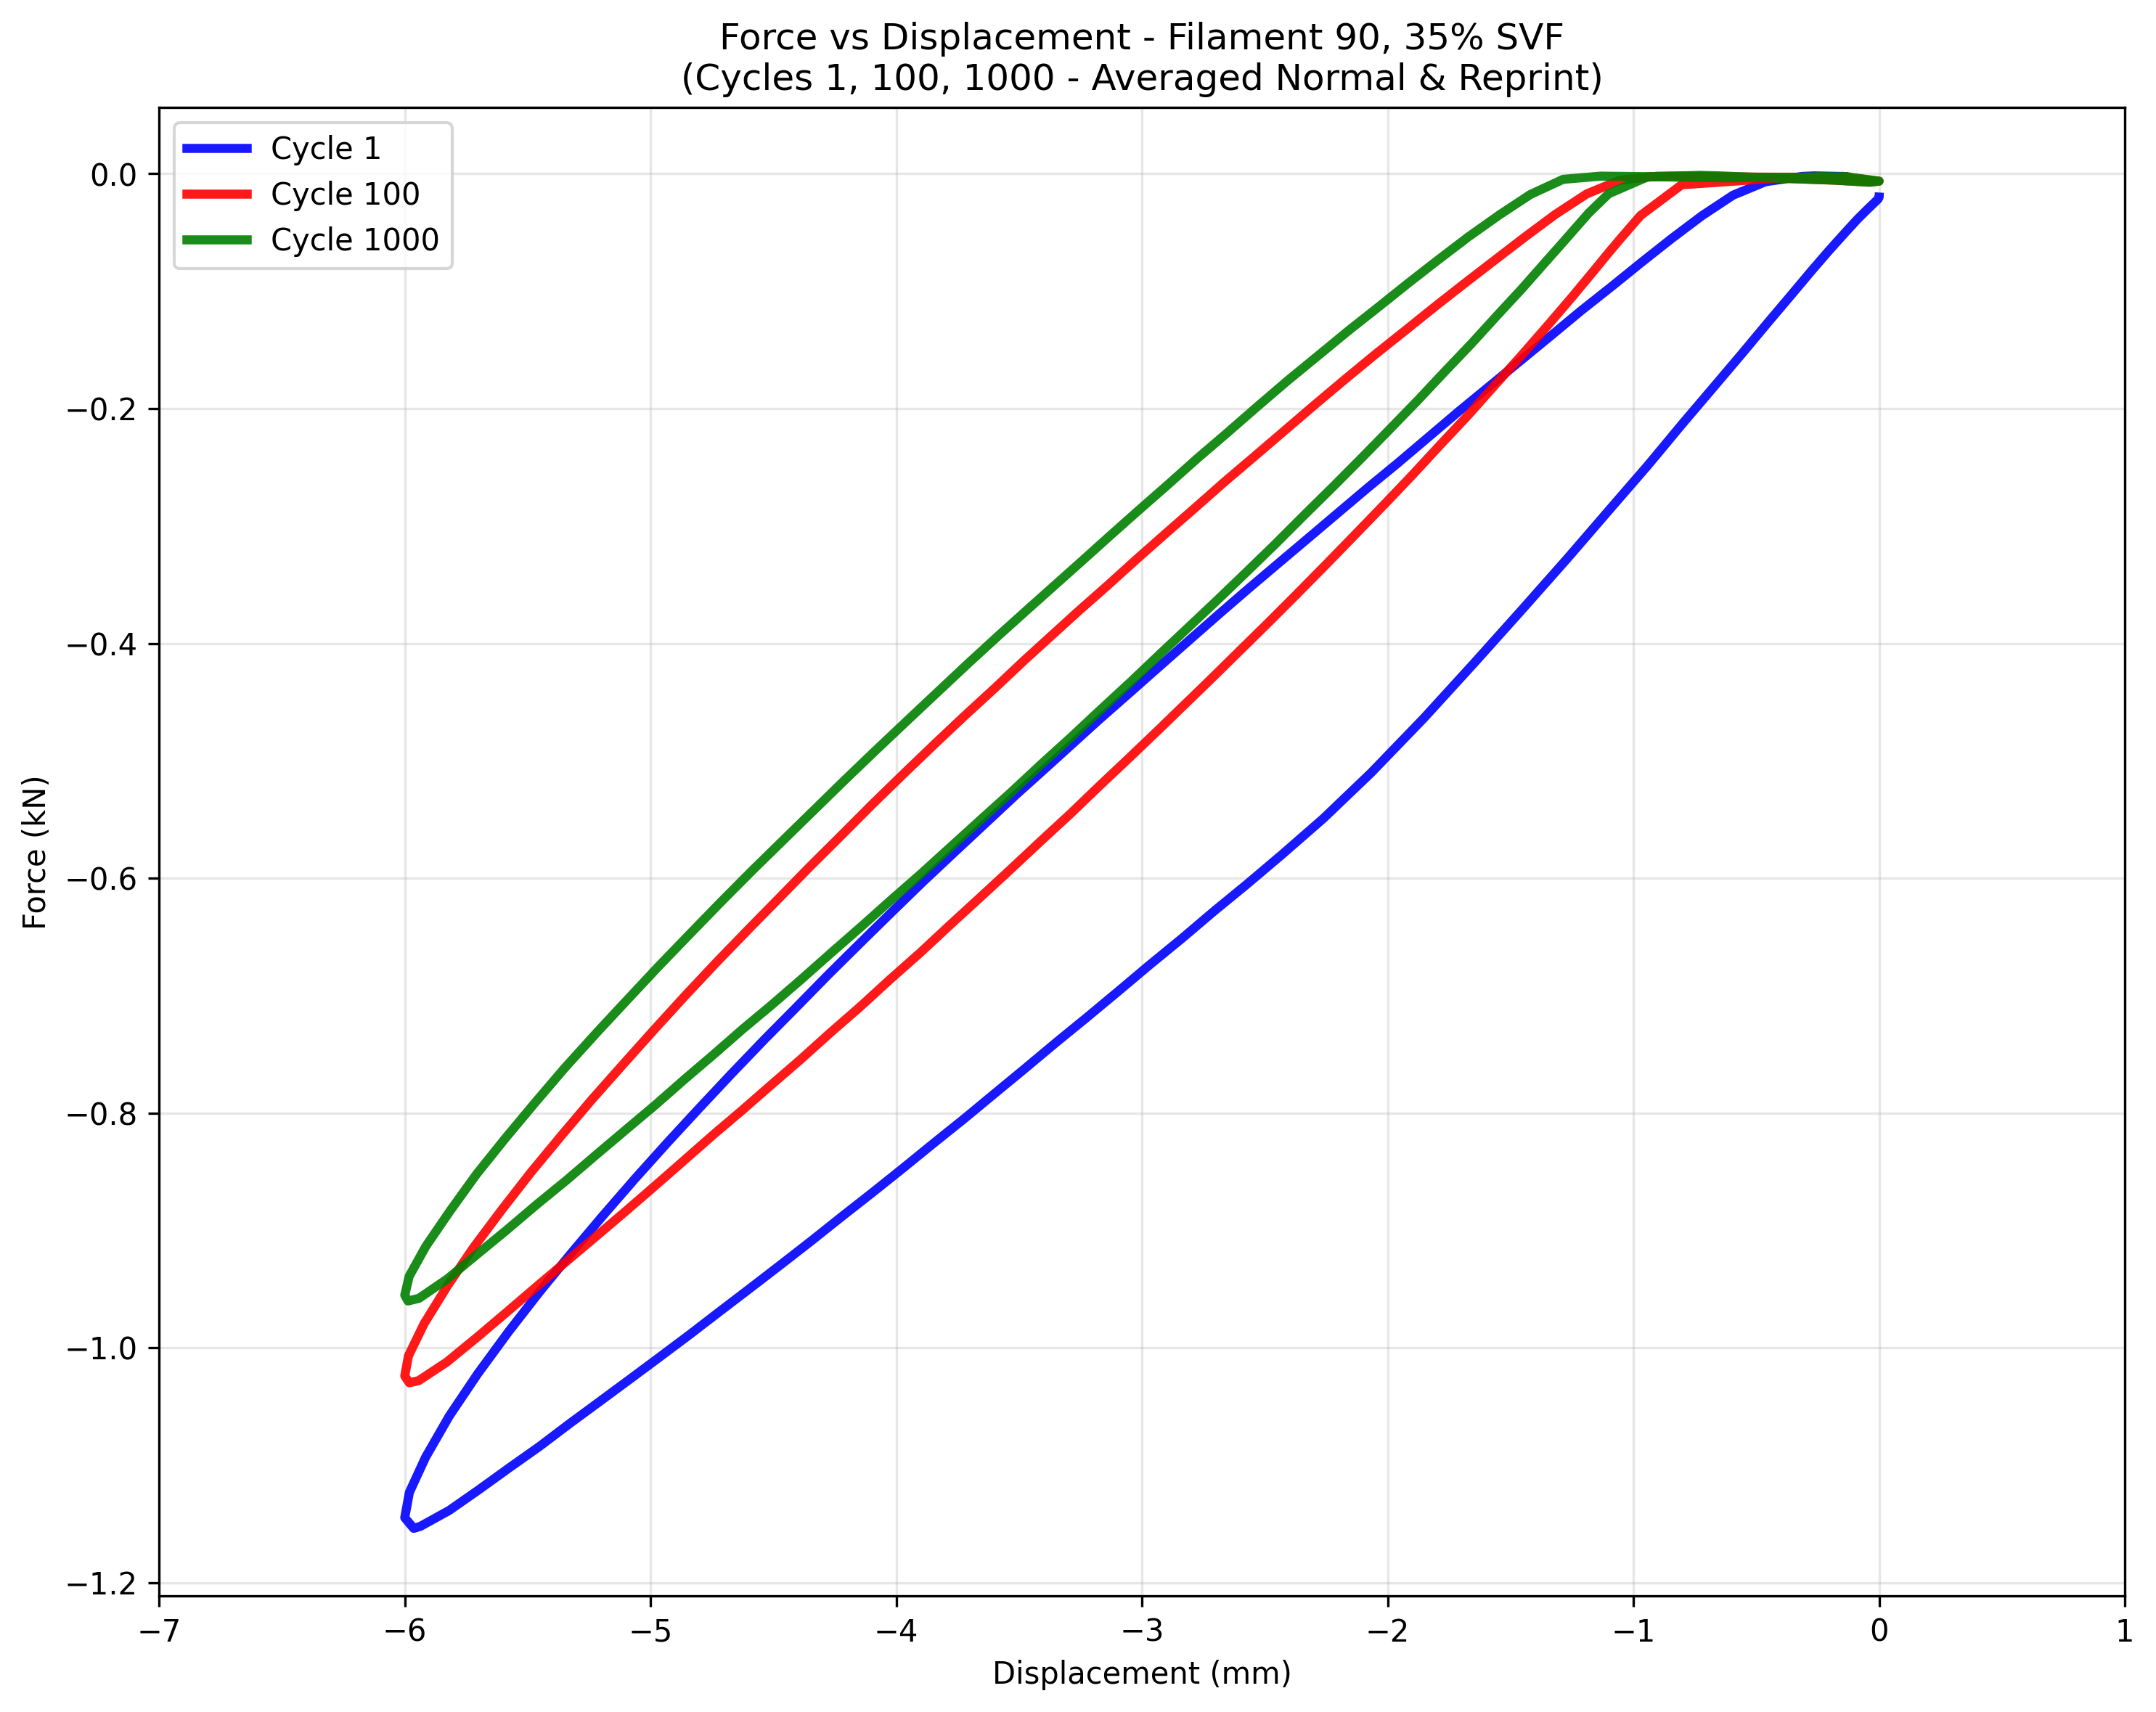 Force vs Displacement - Filament 90, 35% SVF
(Cycles 1, 100, 1000 - Averaged Normal & Reprint)
Cycle 1
Cycle 100
Cycle 1000
0.0
−0.2
−0.4
−0.6
−0.8
−1.0
−1.2
Force (kN)
−7
−6
−5
−4
−3
−2
−1
0
1
Displacement (mm)